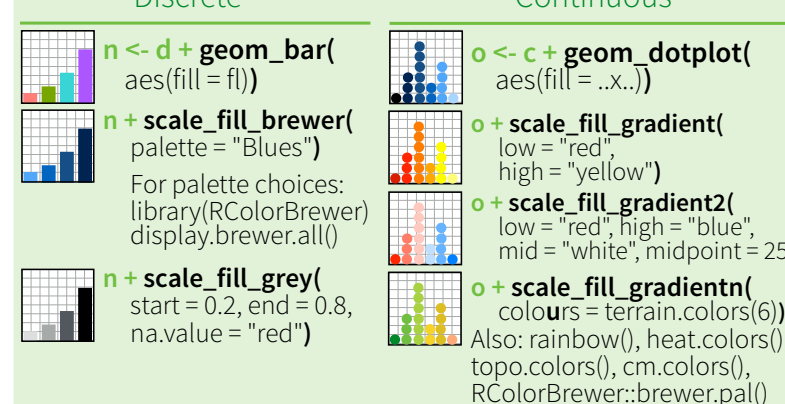 Discrete
n <- d + geom_bar(
aes(fill = fl))
n + scale_fill_brewer(
palette = "Blues")
For palette choices:
library(RColorBrewer)
display.brewer.all()
n + scale_fill_grey(
start = 0.2, end = 0.8,
na.value = "red")
Continuous
o <- c + geom_dotplot(
aes(fill = ..x..))
o + scale_fill_gradient(
low = "red",
high = "yellow")
o + scale_fill_gradient2(
low = "red", high = "blue",
mid = "white", midpoint = 25
o + scale_fill_gradientn(
colours = terrain.colors(6))
Also: rainbow(), heat.colors()
topo.colors(), cm.colors(),
RColorBrewer::brewer.pal()